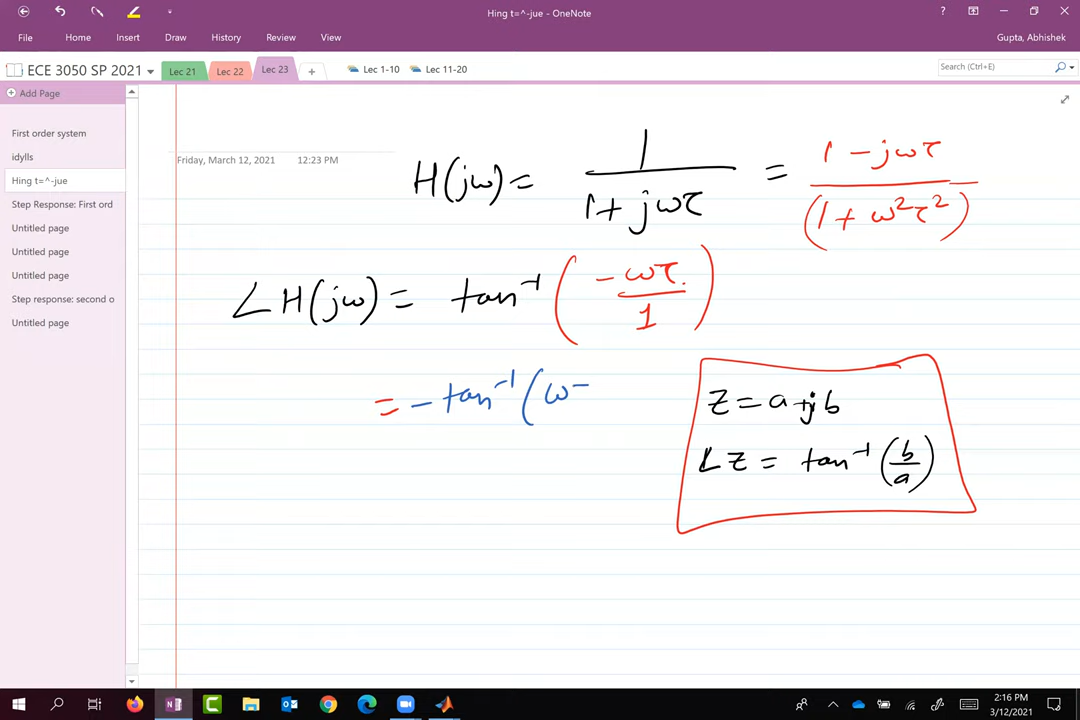 Hing t=^-jue - OneNote
?
File Home Insert Draw History Review View
Gupta, Abhishek
ECE 3050 SP 2021
Lec 21 Lec 22 Lec 23 + Lec 1-10 Lec 11-20
Search (Ctrl+E)
Add Page
First order system
idylls
Hing t=^-jue
Step Response: First ord
Untitled page
Untitled page
Untitled page
Step response: second o
Untitled page
Friday, March 12, 2021 12:23 PM
H(jω) = 1 / (1 + jωτ) = (1 - jωτ) / (1 + ω²τ²)
∠H(jω) = tan⁻¹ ( -ωτ / 1 )
= - tan⁻¹ ( ω
z = a + jb
∠z = tan⁻¹ ( b / a )
2:16 PM
3/12/2021